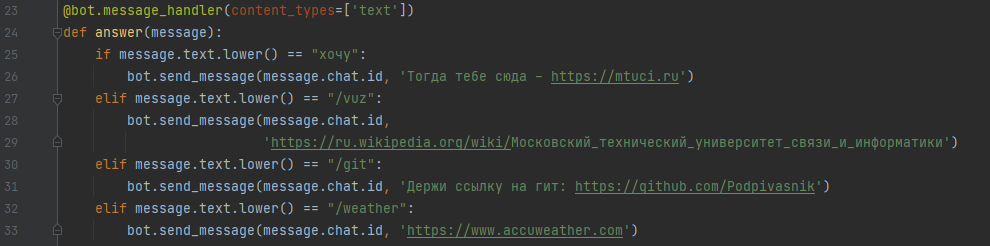 23 @bot.message_handler(content_types=['text'])
24 def answer(message):
25     if message.text.lower() == "хочу":
26         bot.send_message(message.chat.id, 'Тогда тебе сюда – https://mtuci.ru')
27     elif message.text.lower() == "/vuz":
28         bot.send_message(message.chat.id,
29                          'https://ru.wikipedia.org/wiki/Московский_технический_университет_связи_и_информатики')
30     elif message.text.lower() == "/git":
31         bot.send_message(message.chat.id, 'Держи ссылку на гит: https://github.com/Podpivasnik')
32     elif message.text.lower() == "/weather":
33         bot.send_message(message.chat.id, 'https://www.accuweather.com')